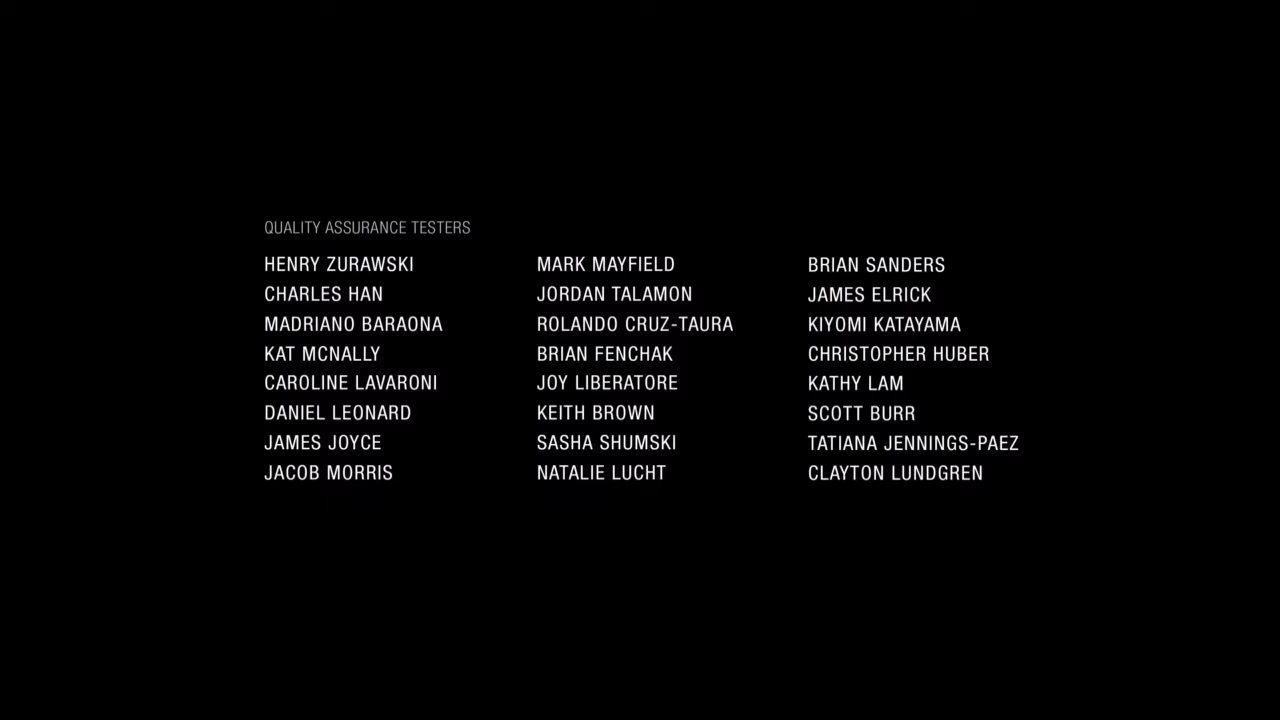 QUALITY ASSURANCE TESTERS
HENRY ZURAWSKI
CHARLES HAN
MADRIANO BARAONA
KAT MCNALLY
CAROLINE LAVARONI
DANIEL LEONARD
JAMES JOYCE
JACOB MORRIS
MARK MAYFIELD
JORDAN TALAMON
ROLANDO CRUZ-TAURA
BRIAN FENCHAK
JOY LIBERATORE
KEITH BROWN
SASHA SHUMSKI
NATALIE LUCHT
BRIAN SANDERS
JAMES ELRICK
KIYOMI KATAYAMA
CHRISTOPHER HUBER
KATHY LAM
SCOTT BURR
TATIANA JENNINGS-PAEZ
CLAYTON LUNDGREN